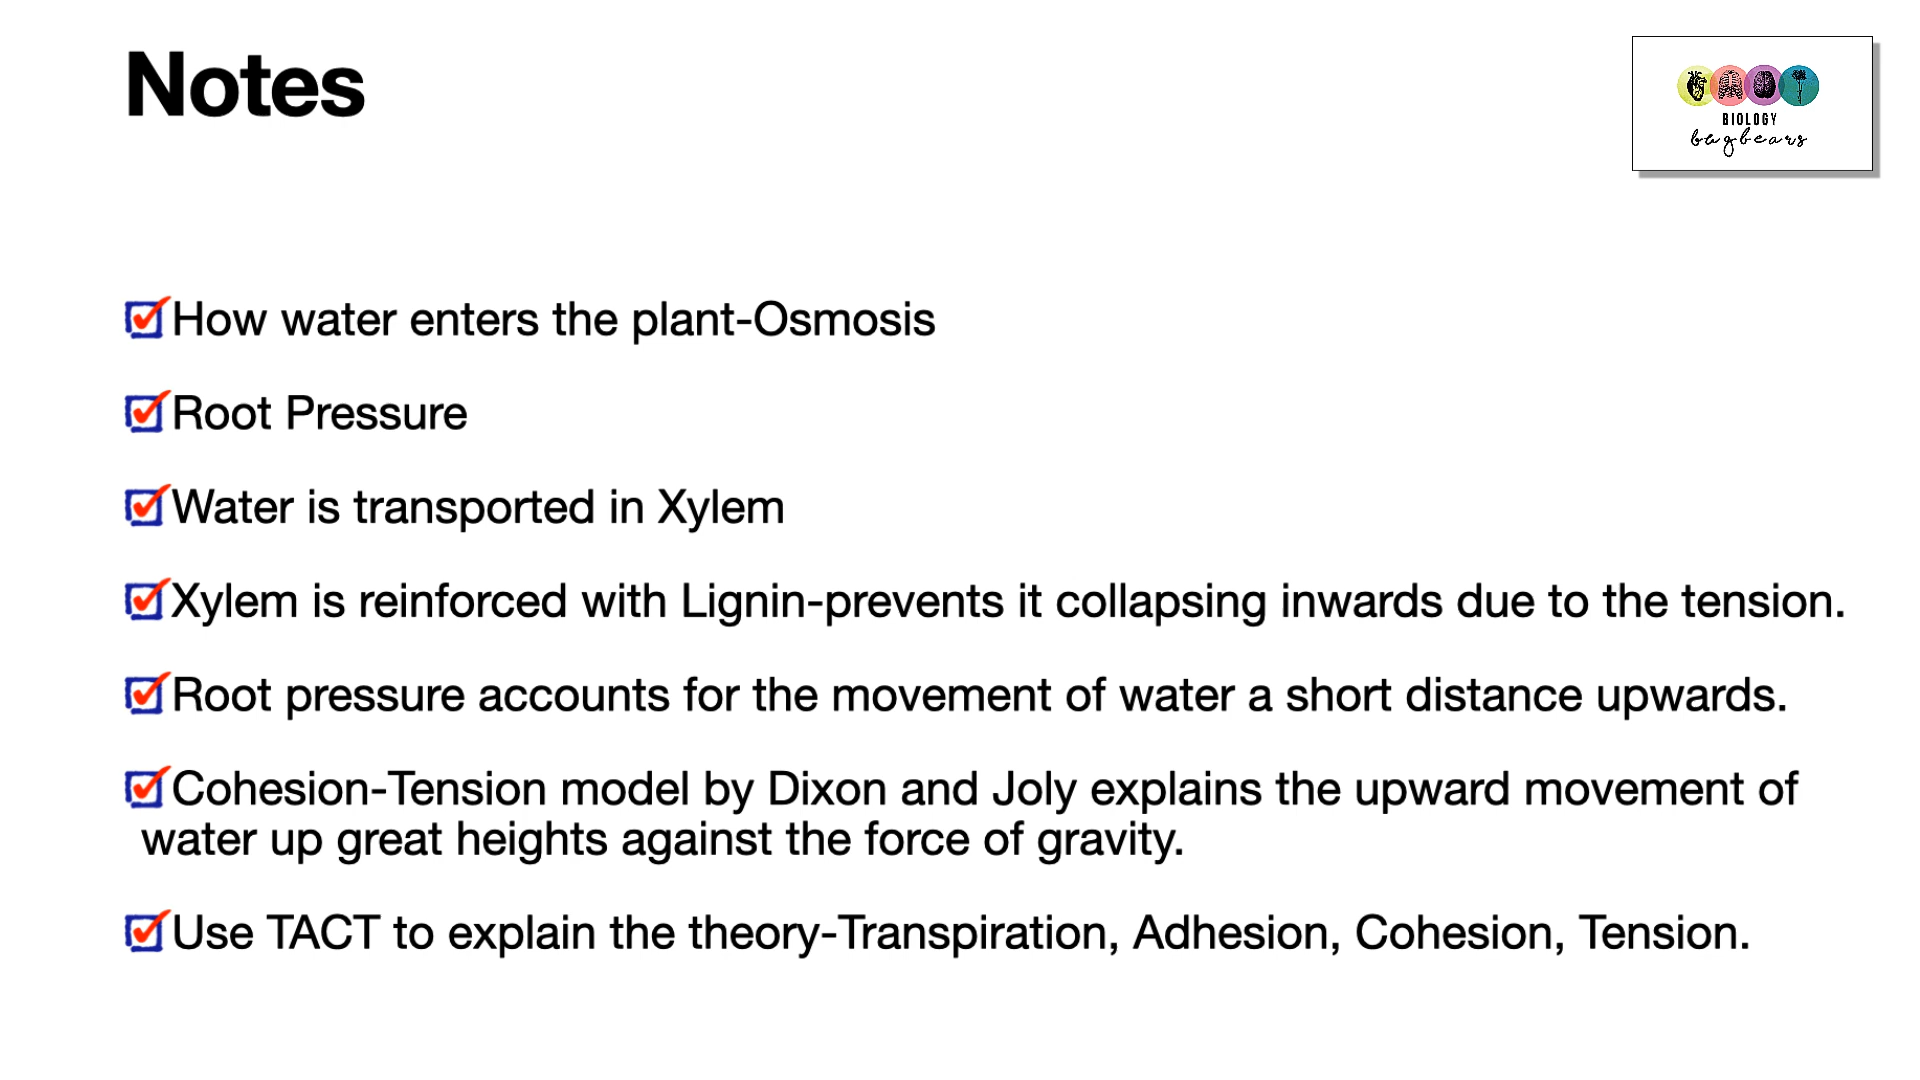 Notes
BIOLOGY
bugbears
How water enters the plant-Osmosis
Root Pressure
Water is transported in Xylem
Xylem is reinforced with Lignin-prevents it collapsing inwards due to the tension.
Root pressure accounts for the movement of water a short distance upwards.
Cohesion-Tension model by Dixon and Joly explains the upward movement of
water up great heights against the force of gravity.
Use TACT to explain the theory-Transpiration, Adhesion, Cohesion, Tension.